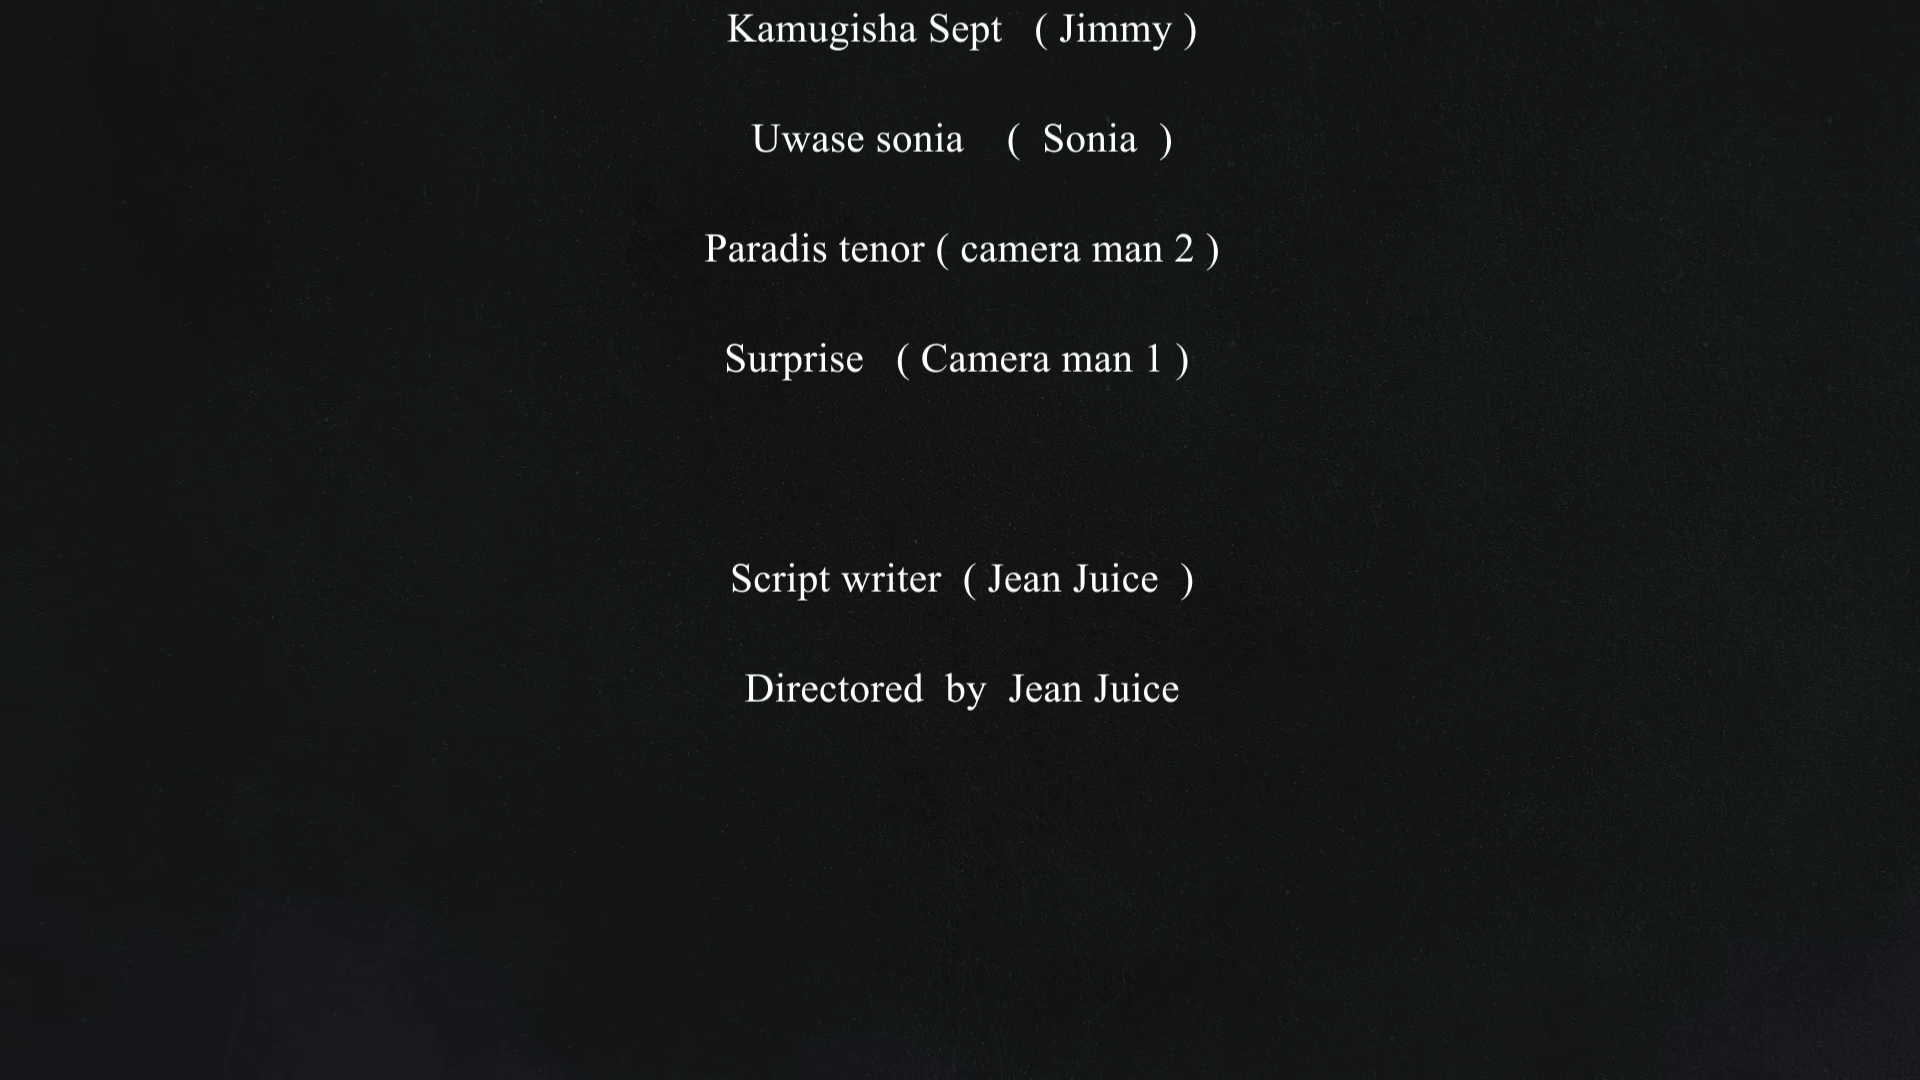 Kamugisha Sept ( Jimmy )
Uwase sonia ( Sonia )
Paradis tenor ( camera man 2 )
Surprise ( Camera man 1 )
Script writer ( Jean Juice )
Directored by Jean Juice